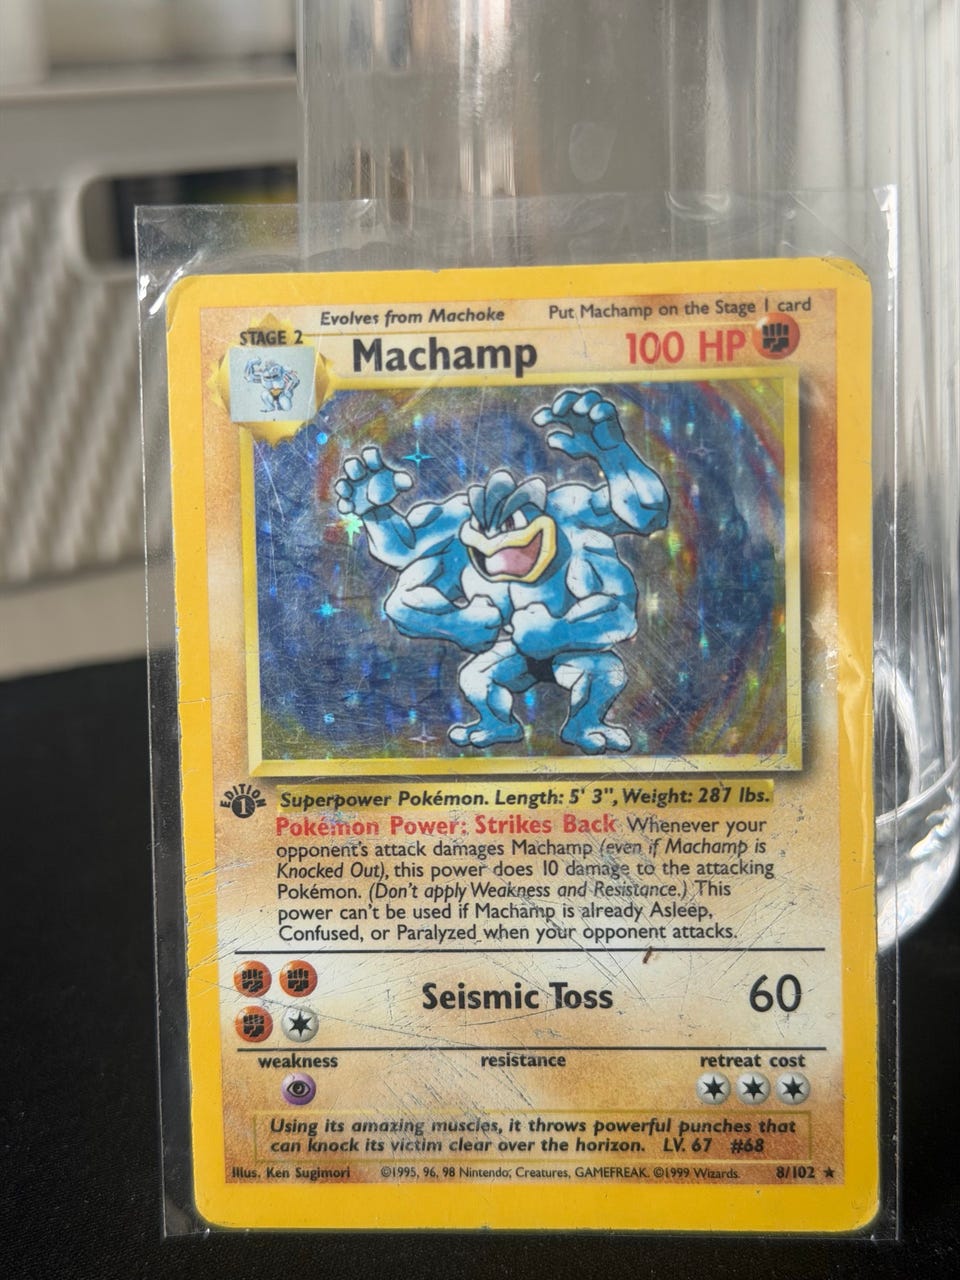 Evolves from Machoke
Put Machamp on the Stage 1 card
STAGE 2
Machamp
100 HP
EDITION
1
Superpower Pokémon. Length: 5' 3", Weight: 287 lbs.
Pokémon Power: Strikes Back Whenever your
opponent's attack damages Machamp (even if Machamp is
Knocked Out), this power does 10 damage to the attacking
Pokémon. (Don't apply Weakness and Resistance.) This
power can't be used if Machamp is already Asleep,
Confused, or Paralyzed when your opponent attacks.
Seismic Toss
60
weakness
resistance
retreat cost
Using its amazing muscles, it throws powerful punches that
can knock its victim clear over the horizon. LV. 67 #68
Illus. Ken Sugimori
©1995, 96, 98 Nintendo, Creatures, GAMEFREAK. ©1999 Wizards.
8/102 ★